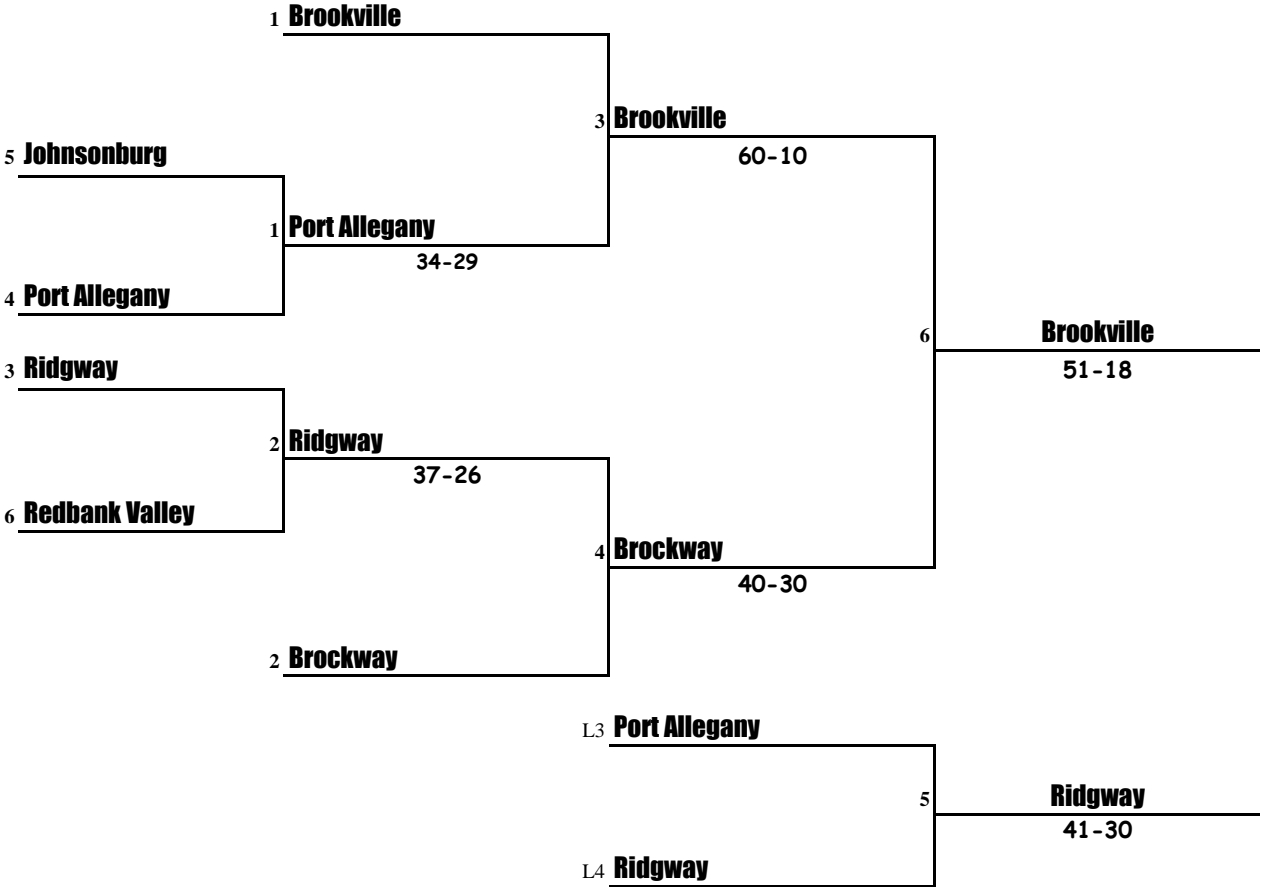 1 Brookville
3 Brookville
60-10
5 Johnsonburg
1 Port Allegany
34-29
4 Port Allegany
6 Brookville
51-18
3 Ridgway
2 Ridgway
37-26
6 Redbank Valley
4 Brockway
40-30
2 Brockway
L3 Port Allegany
5 Ridgway
41-30
L4 Ridgway